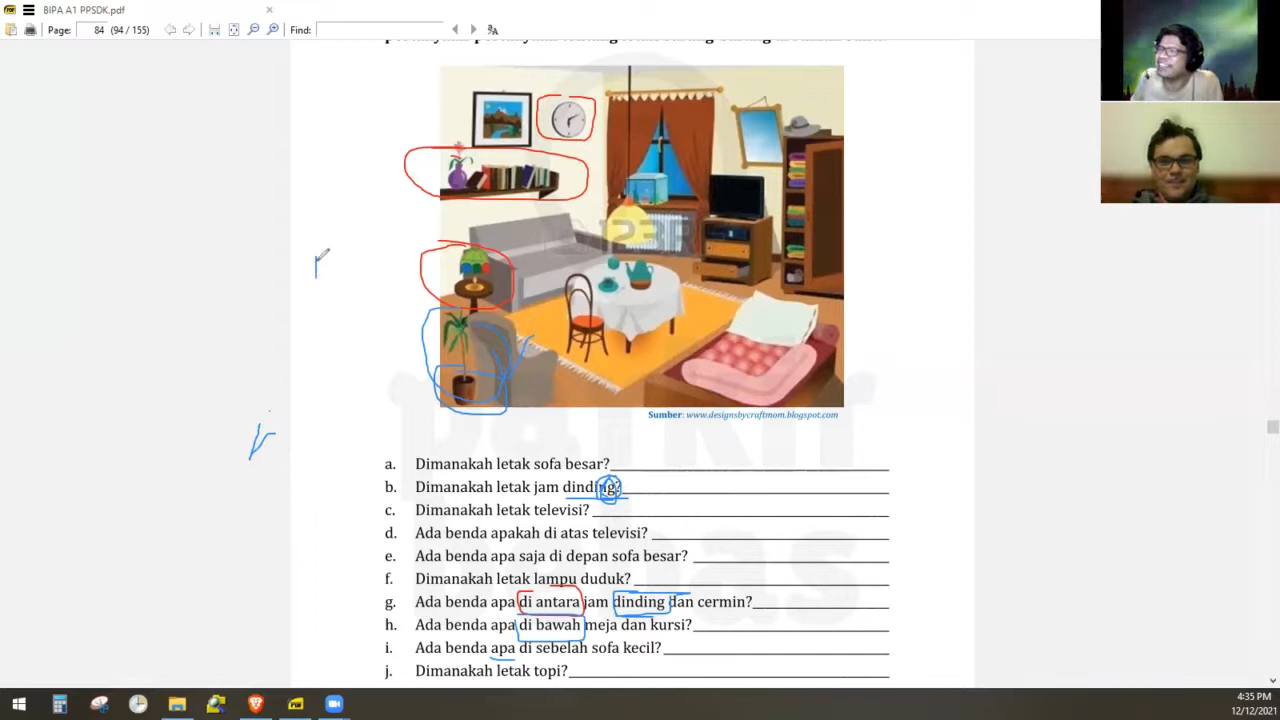 BIPA A1 PPSDK.pdf
Page: 84 (94 / 155) Find:
123R
Sumber: www.designsbycraftmom.blogspot.com
a. Dimanakah letak sofa besar?
b. Dimanakah letak jam dinding?
c. Dimanakah letak televisi?
d. Ada benda apakah di atas televisi?
e. Ada benda apa saja di depan sofa besar?
f. Dimanakah letak lampu duduk?
g. Ada benda apa di antara jam dinding dan cermin?
h. Ada benda apa di bawah meja dan kursi?
i. Ada benda apa di sebelah sofa kecil?
j. Dimanakah letak topi?
4:35 PM
12/12/2021